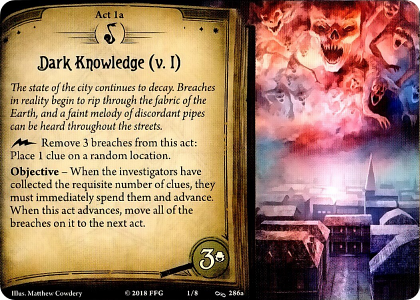 Act 1a
Dark Knowledge (v. I)
The state of the city continues to decay. Breaches
in reality begin to rip through the fabric of the
Earth, and a faint melody of discordant pipes
can be heard throughout the streets.
Remove 3 breaches from this act:
Place 1 clue on a random location.
Objective – When the investigators have
collected the requisite number of clues, they
must immediately spend them and advance.
When this act advances, move all of the
breaches on it to the next act.
3
Illus. Matthew Cowdery © 2018 FFG 1/8 286a